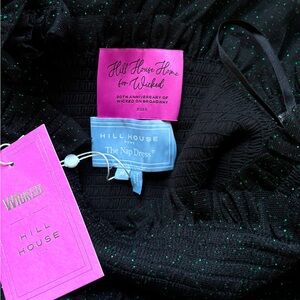 Hill House Home
for Wicked
20TH ANNIVERSARY OF
WICKED ON BROADWAY
2023
HILL HOUSE
HOME
The Nap Dress
WICKED
HILL
HOUSE